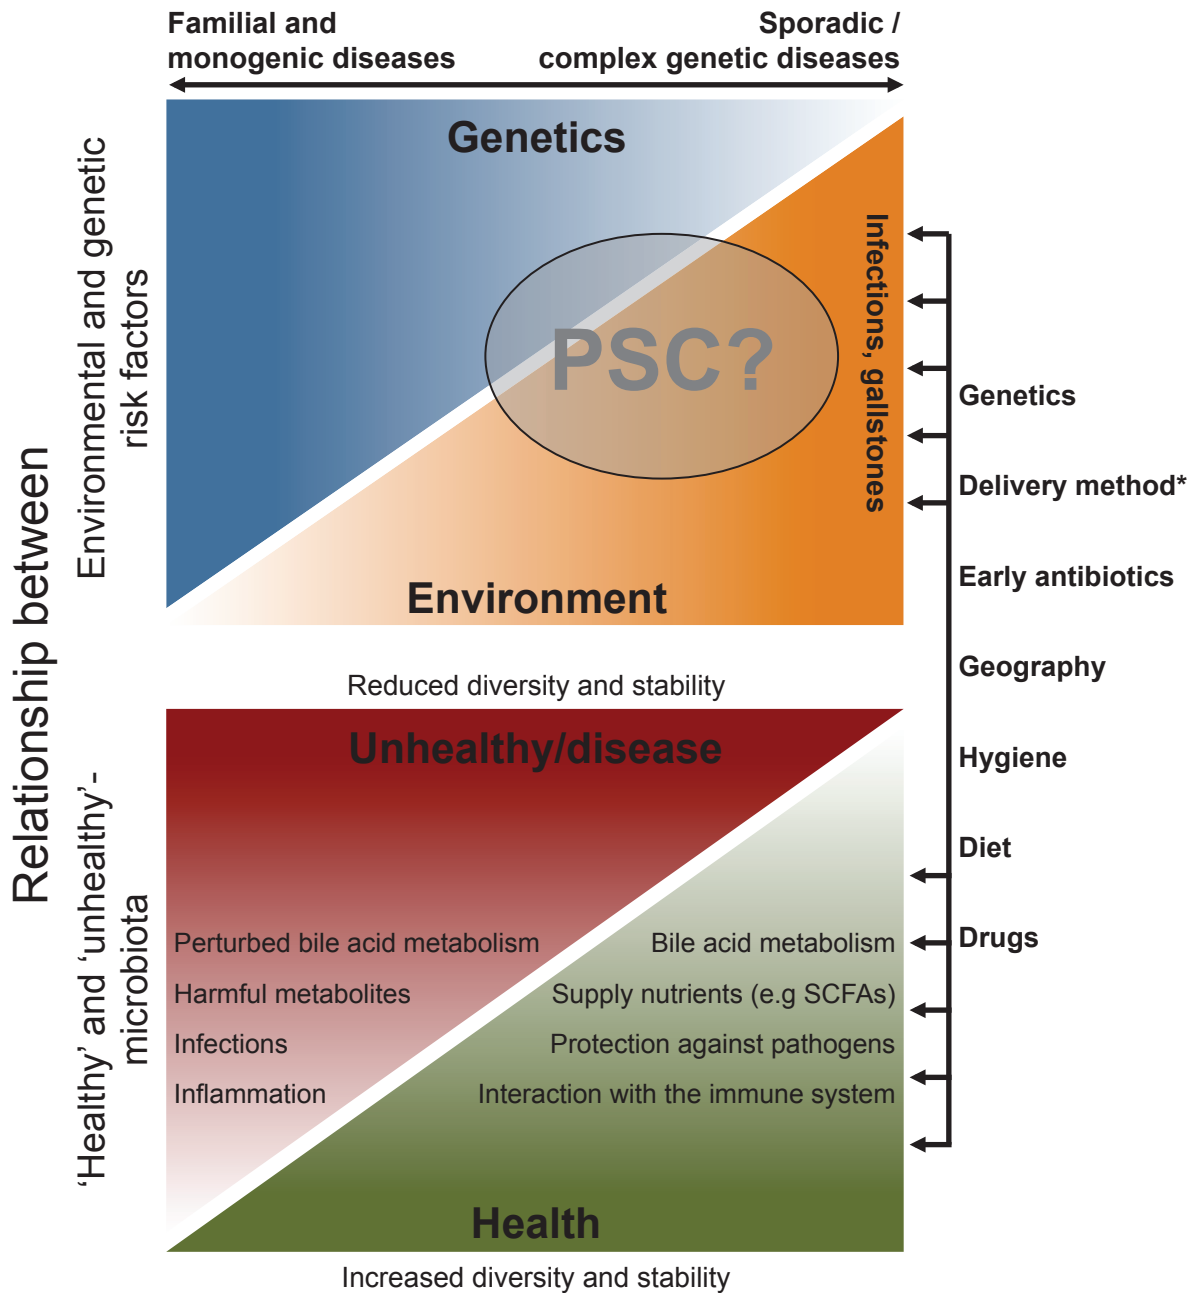 Familial and
monogenic diseases
Sporadic /
complex genetic diseases
Genetics
PSC?
Infections, gallstones
Environment
Relationship between
Environmental and genetic
risk factors
Reduced diversity and stability
Unhealthy/disease
‘Healthy’ and ‘unhealthy’-
microbiota
Perturbed bile acid metabolism
Harmful metabolites
Infections
Inflammation
Bile acid metabolism
Supply nutrients (e.g SCFAs)
Protection against pathogens
Interaction with the immune system
Health
Increased diversity and stability
Genetics
Delivery method*
Early antibiotics
Geography
Hygiene
Diet
Drugs